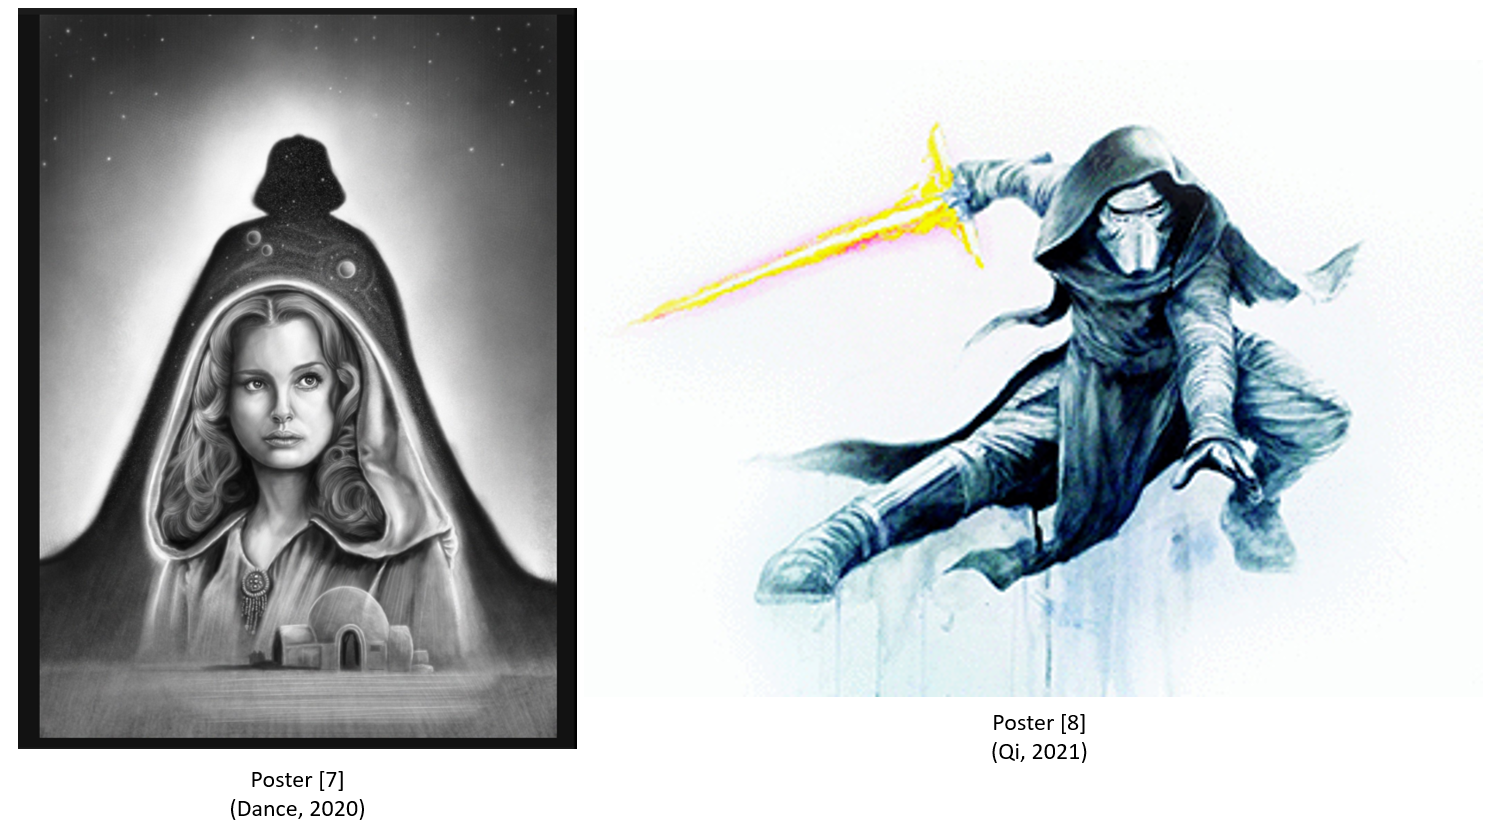 Poster [7]
(Dance, 2020)
Poster [8]
(Qi, 2021)